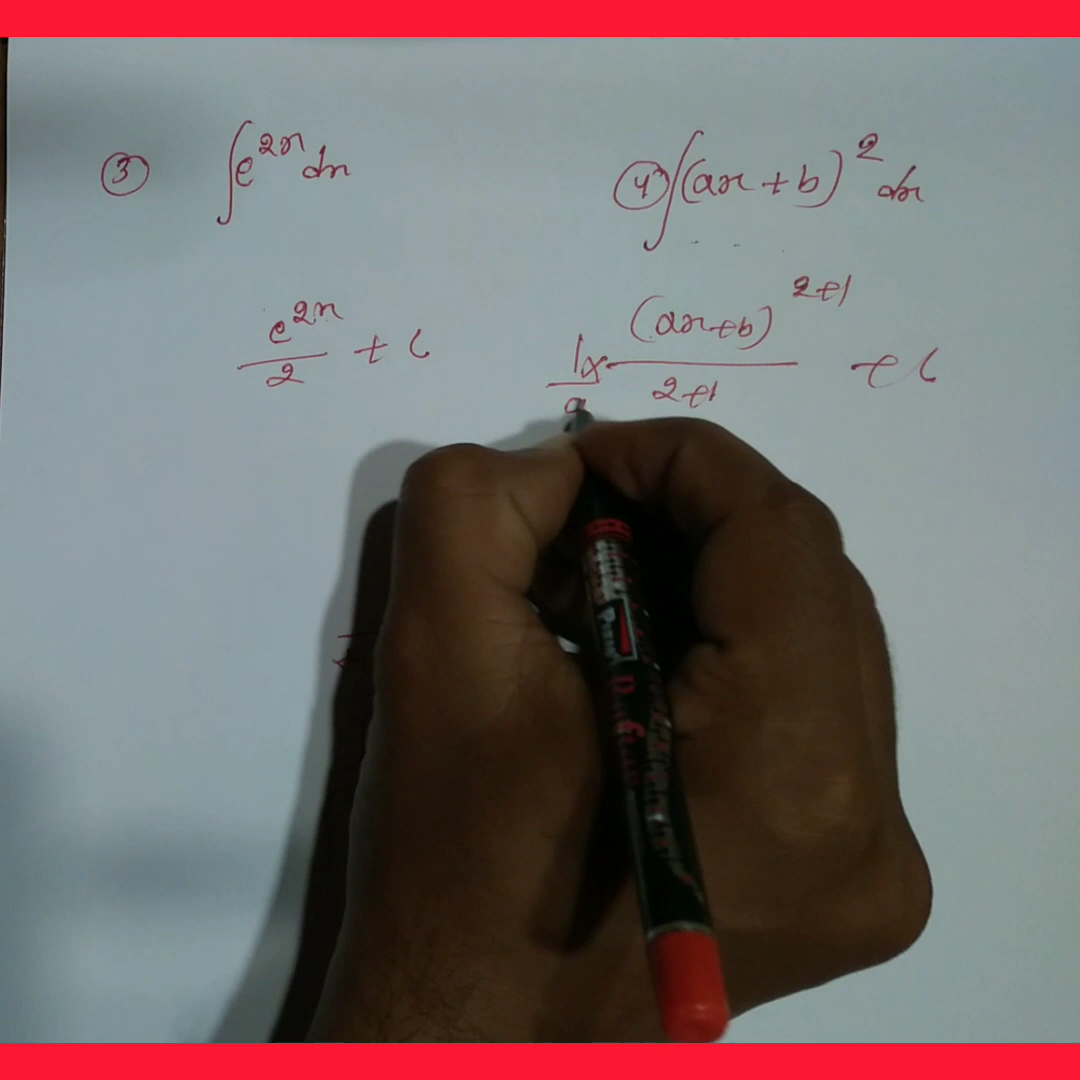 ③ ∫e^{2x} dx
④ ∫(ax+b)^2 dx
e^{2x}/2 + c
1/a × (ax+b)^{2+1}/2+1 + c